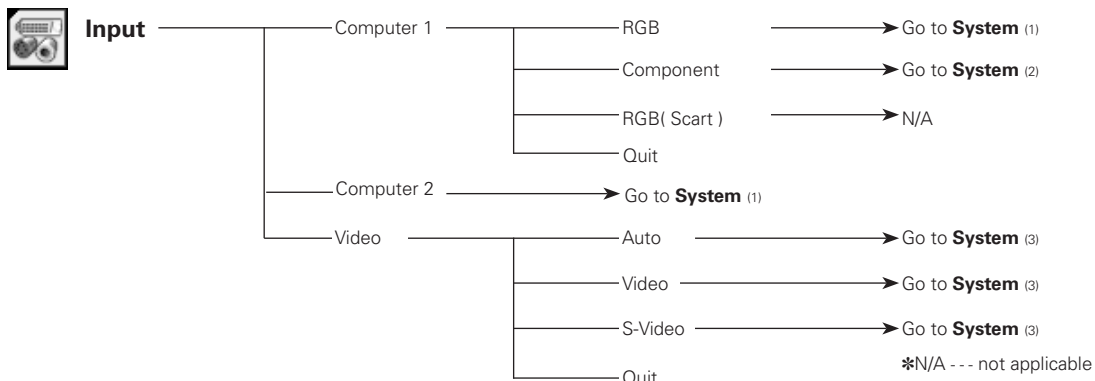 Input Computer 1 RGB Go to System (1)
Component Go to System (2)
RGB( Scart ) N/A
Quit
Computer 2 Go to System (1)
Video Auto Go to System (3)
Video Go to System (3)
S-Video Go to System (3)
✽N/A - - - not applicable
Quit